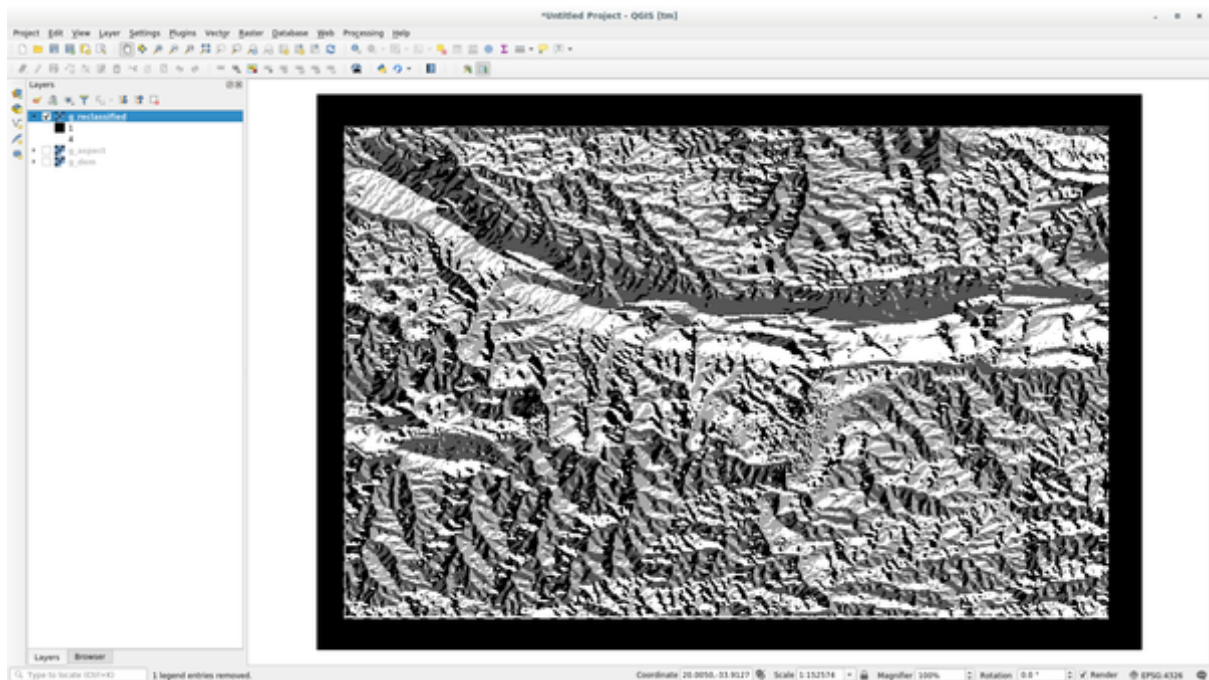 *Untitled Project - QGIS [tm]
Project Edit View Layer Settings Plugins Vector Raster Database Web Processing Help
Layers
g_reclassified
1
4
g_aspect
g_dem
Layers Browser
Type to locate (Ctrl+K) 1 legend entries removed. Coordinate 20.0050,-33.9127 Scale 1:152574 Magnifier 100% Rotation 0.0 ° Render EPSG:4326